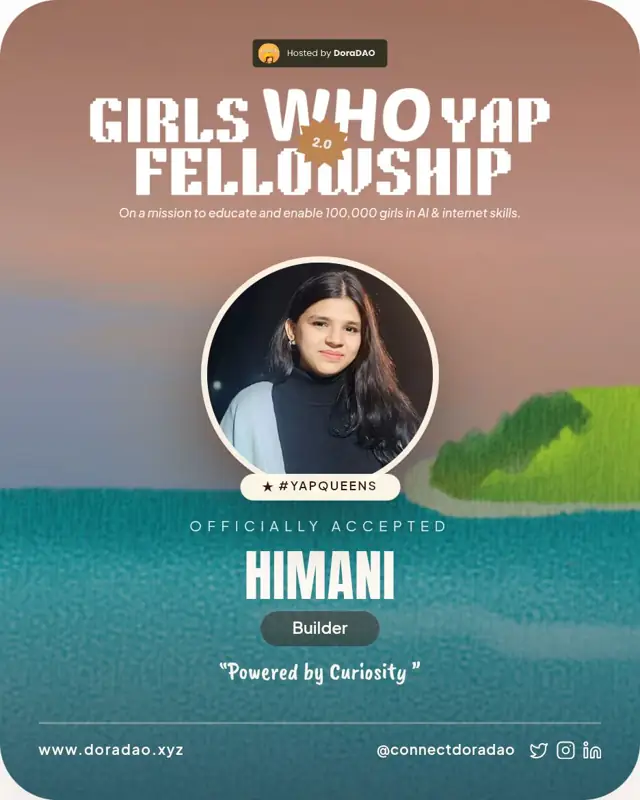 Hosted by DoraDAO
GIRLS WHO YAP
2.0
FELLOWSHIP
On a mission to educate and enable 100,000 girls in AI & internet skills.
★ #YAPQUEENS
OFFICIALLY ACCEPTED
HIMANI
Builder
“Powered by Curiosity ”
www.doradao.xyz
@connectdoradao